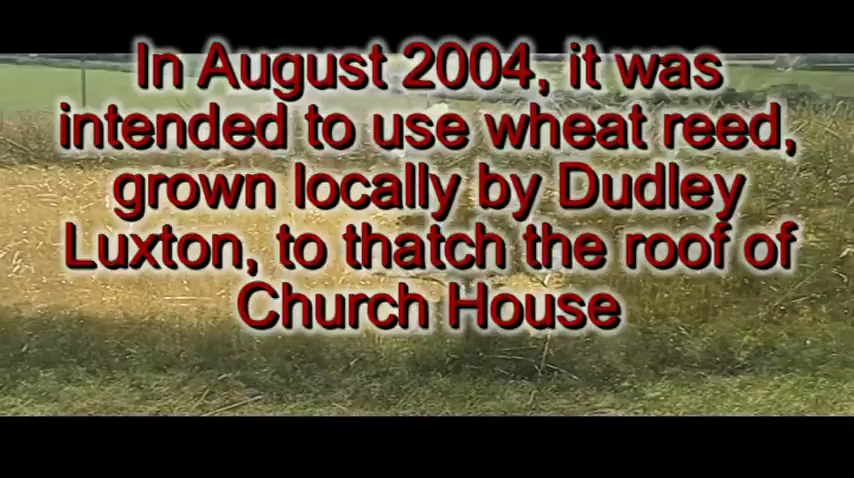 In August 2004, it was
intended to use wheat reed,
grown locally by Dudley
Luxton, to thatch the roof of
Church House